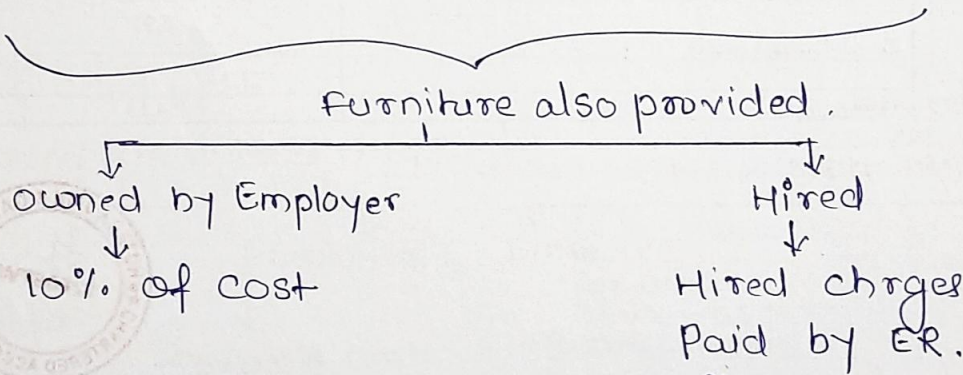 Furniture also provided.
Owned by Employer
Hired
10% of cost
Hired chrges
Paid by ER.